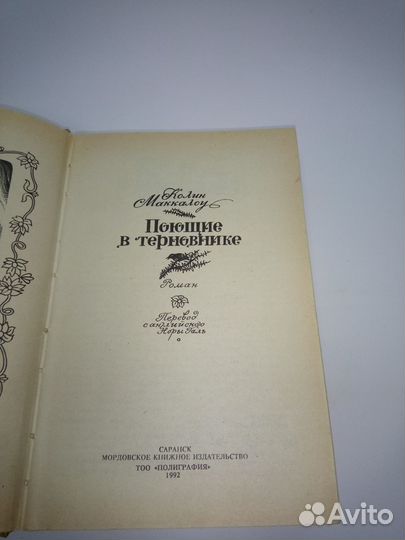 Колин
Маккалоу
Поющие
в терновнике
Роман
Перевод
с английского
Норы Галь
САРАНСК
МОРДОВСКОЕ КНИЖНОЕ ИЗДАТЕЛЬСТВО
ТОО «ПОЛИГРАФИЯ»
1992
Avito